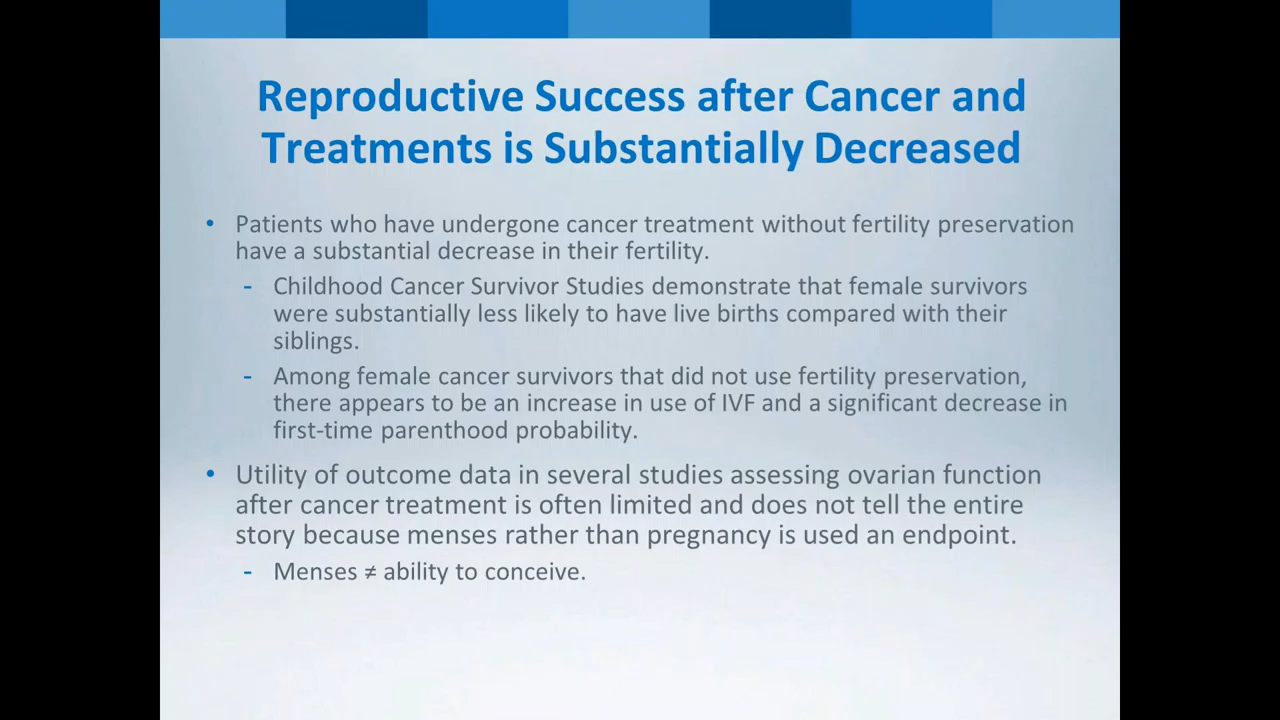 Reproductive Success after Cancer and
Treatments is Substantially Decreased
• Patients who have undergone cancer treatment without fertility preservation
have a substantial decrease in their fertility.
- Childhood Cancer Survivor Studies demonstrate that female survivors
were substantially less likely to have live births compared with their
siblings.
- Among female cancer survivors that did not use fertility preservation,
there appears to be an increase in use of IVF and a significant decrease in
first-time parenthood probability.
• Utility of outcome data in several studies assessing ovarian function
after cancer treatment is often limited and does not tell the entire
story because menses rather than pregnancy is used an endpoint.
- Menses ≠ ability to conceive.